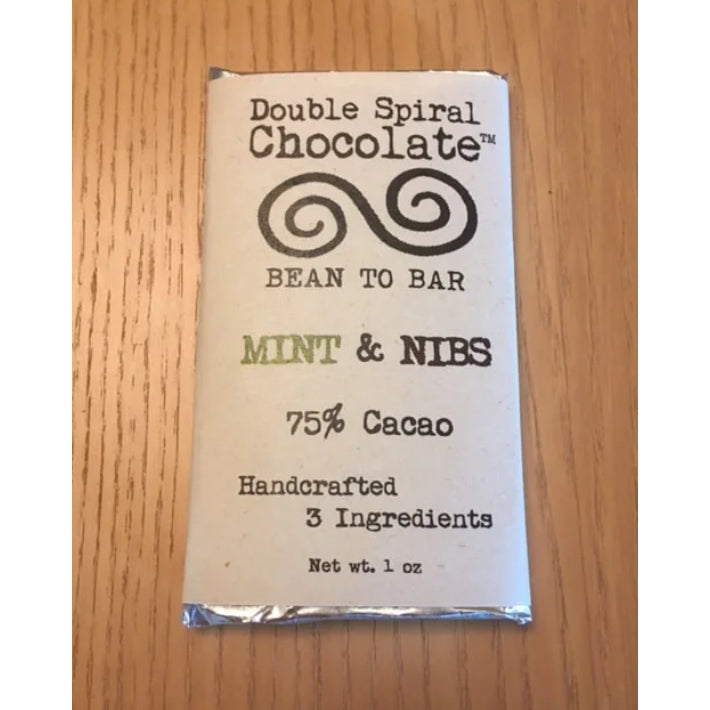 Double Spiral
Chocolate™
BEAN TO BAR
MINT & NIBS
75% Cacao
Handcrafted
3 Ingredients
Net wt. 1 oz